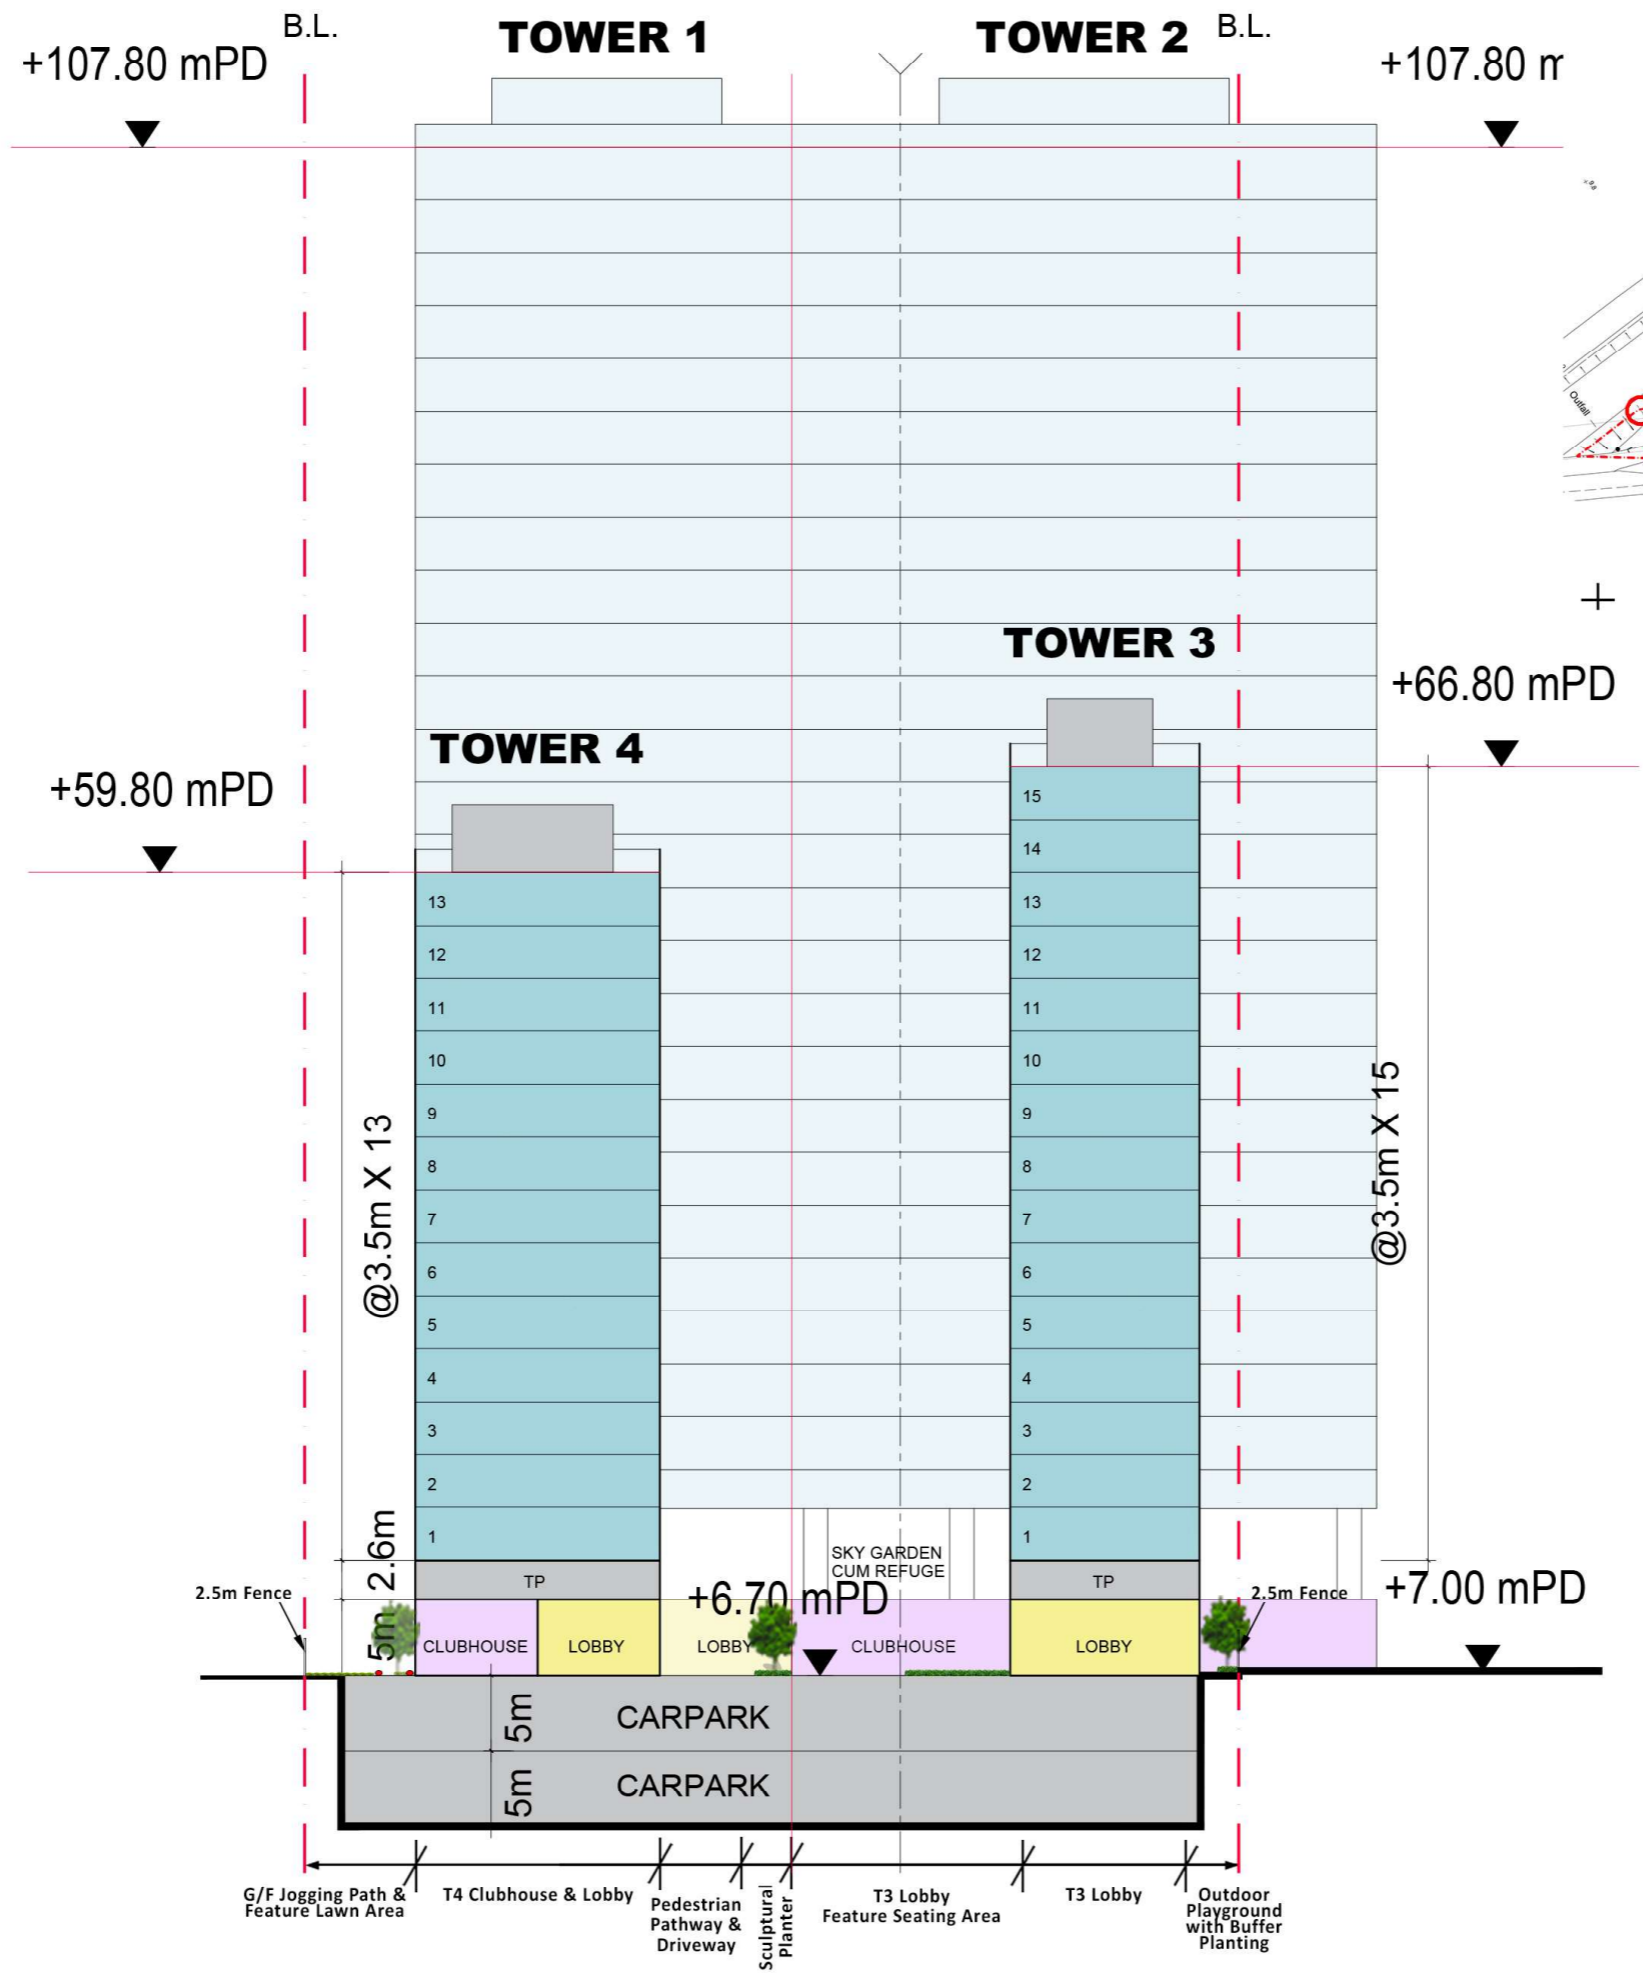 B.L.
TOWER 1
TOWER 2
B.L.
+107.80 mPD
+107.80 m
Outfall
TOWER 3
+66.80 mPD
TOWER 4
+59.80 mPD
15
14
13
12
11
10
9
8
7
6
5
4
3
2
1
13
12
11
10
9
8
7
6
5
4
3
2
1
@3.5m X 13
@3.5m X 15
2.6m
5m
TP
TP
SKY GARDEN
CUM REFUGE
2.5m Fence
+6.70 mPD
2.5m Fence
+7.00 mPD
CLUBHOUSE
LOBBY
LOBBY
CLUBHOUSE
LOBBY
5m
CARPARK
5m
CARPARK
G/F Jogging Path &
Feature Lawn Area
T4 Clubhouse & Lobby
Pedestrian
Pathway &
Driveway
Sculptural
Planter
T3 Lobby
Feature Seating Area
T3 Lobby
Outdoor
Playground
with Buffer
Planting